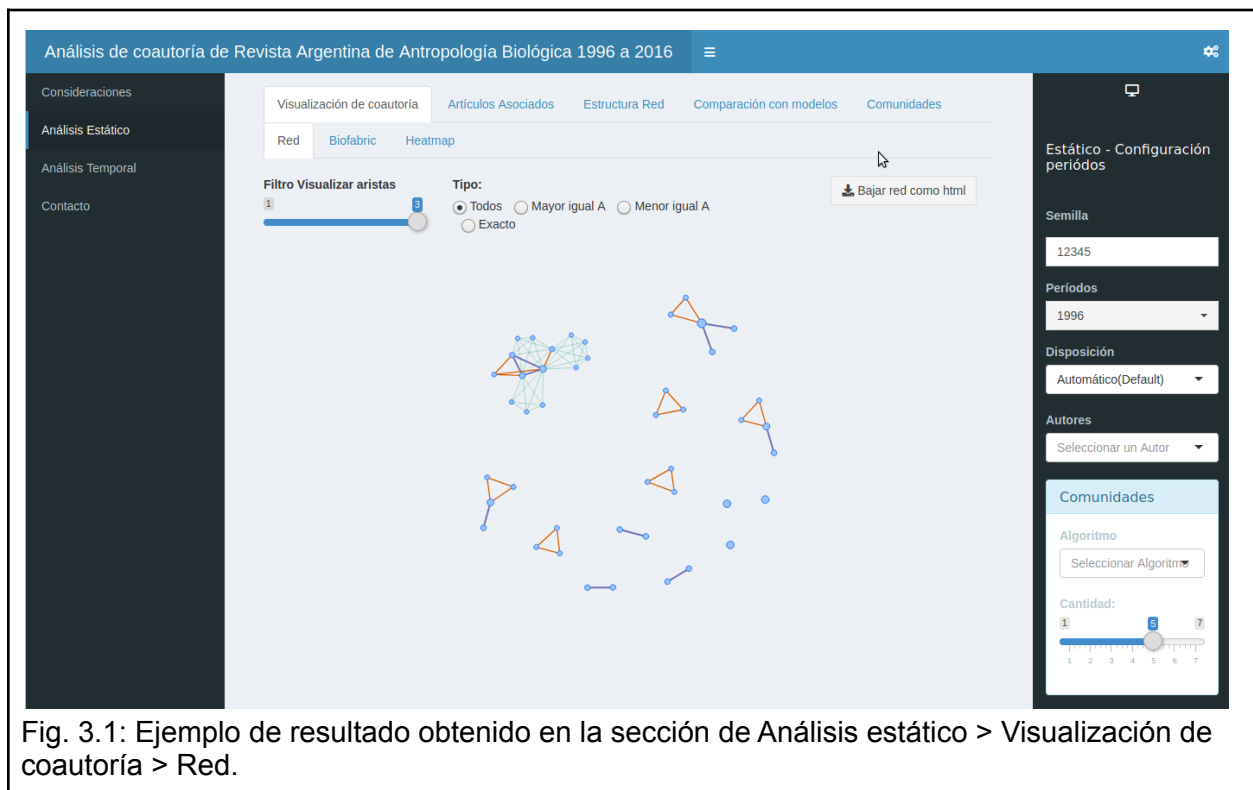 Análisis de coautoría de Revista Argentina de Antropología Biológica 1996 a 2016
Consideraciones
Análisis Estático
Análisis Temporal
Contacto
Visualización de coautoría Artículos Asociados Estructura Red Comparación con modelos Comunidades
Red Biofabric Heatmap
Filtro Visualizar aristas
1 3
Tipo:
Todos Mayor igual A Menor igual A
Exacto
Bajar red como html
Estático - Configuración
periódos
Semilla
12345
Períodos
1996
Disposición
Automático(Default)
Autores
Seleccionar un Autor
Comunidades
Algoritmo
Seleccionar Algoritmo
Cantidad:
1 5 7
1 2 3 4 5 6 7
Fig. 3.1: Ejemplo de resultado obtenido en la sección de Análisis estático > Visualización de
coautoría > Red.